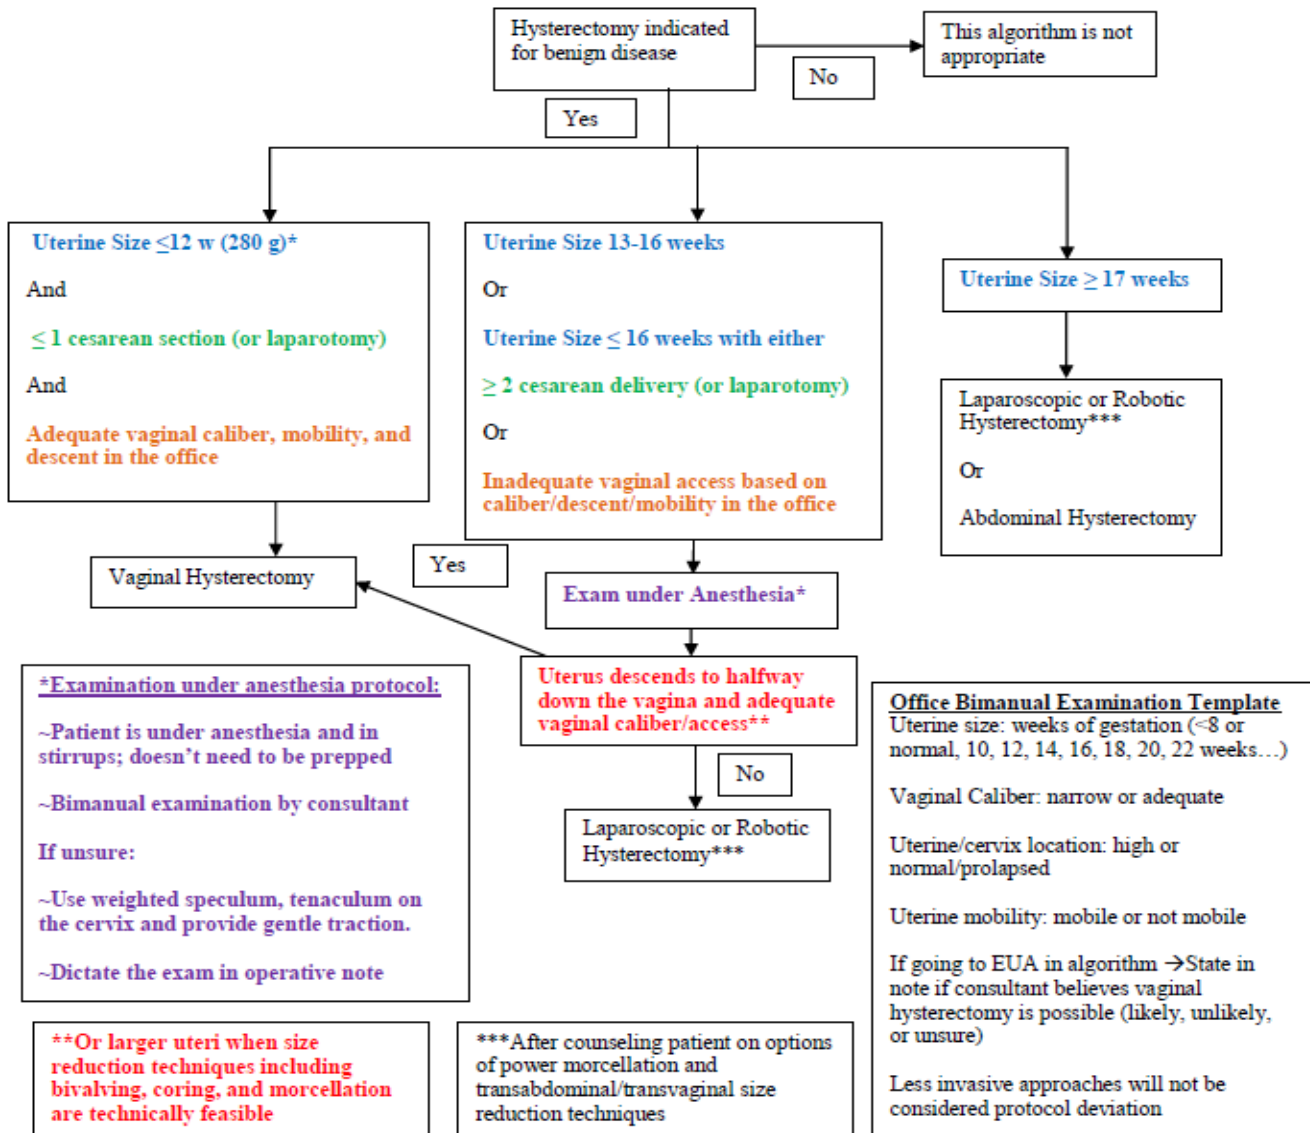 Hysterectomy indicated
for benign disease
This algorithm is not
appropriate
No
Yes
Uterine Size ≤12 w (280 g)*
And
≤ 1 cesarean section (or laparotomy)
And
Adequate vaginal caliber, mobility, and
descent in the office
Uterine Size 13-16 weeks
Or
Uterine Size ≤ 16 weeks with either
≥ 2 cesarean delivery (or laparotomy)
Or
Inadequate vaginal access based on
caliber/descent/mobility in the office
Uterine Size ≥ 17 weeks
Laparoscopic or Robotic
Hysterectomy***
Or
Abdominal Hysterectomy
Vaginal Hysterectomy
Yes
Exam under Anesthesia*
Uterus descends to halfway
down the vagina and adequate
vaginal caliber/access**
No
Laparoscopic or Robotic
Hysterectomy***
*Examination under anesthesia protocol:
~Patient is under anesthesia and in
stirrups; doesn't need to be prepped
~Bimanual examination by consultant
If unsure:
~Use weighted speculum, tenaculum on
the cervix and provide gentle traction.
~Dictate the exam in operative note
Office Bimanual Examination Template
Uterine size: weeks of gestation (<8 or
normal, 10, 12, 14, 16, 18, 20, 22 weeks…)
Vaginal Caliber: narrow or adequate
Uterine/cervix location: high or
normal/prolapsed
Uterine mobility: mobile or not mobile
If going to EUA in algorithm →State in
note if consultant believes vaginal
hysterectomy is possible (likely, unlikely,
or unsure)
Less invasive approaches will not be
considered protocol deviation
**Or larger uteri when size
reduction techniques including
bivalving, coring, and morcellation
are technically feasible
***After counseling patient on options
of power morcellation and
transabdominal/transvaginal size
reduction techniques